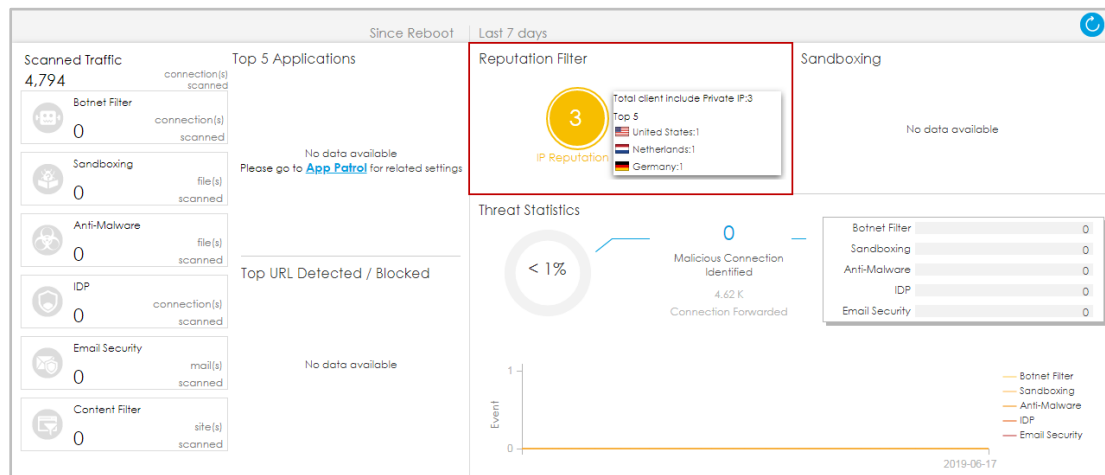 Since Reboot
Last 7 days
Scanned Traffic
4,794
connection(s)
scanned
Botnet Filter
0
connection(s)
scanned
Sandboxing
0
file(s)
scanned
Anti-Malware
0
file(s)
scanned
IDP
0
connection(s)
scanned
Email Security
0
mail(s)
scanned
Content Filter
0
site(s)
scanned
Top 5 Applications
No data available
Please go to App Patrol for related settings
Top URL Detected / Blocked
No data available
Reputation Filter
3
IP Reputation
Total client include Private IP:3
Top 5
United States:1
Netherlands:1
Germany:1
Sandboxing
No data available
Threat Statistics
< 1%
0
Malicious Connection
Identified
4.62 K
Connection Forwarded
Botnet Filter 0
Sandboxing 0
Anti-Malware 0
IDP 0
Email Security 0
Event
1
0
2019-06-17
Botnet Filter
Sandboxing
Anti-Malware
IDP
Email Security